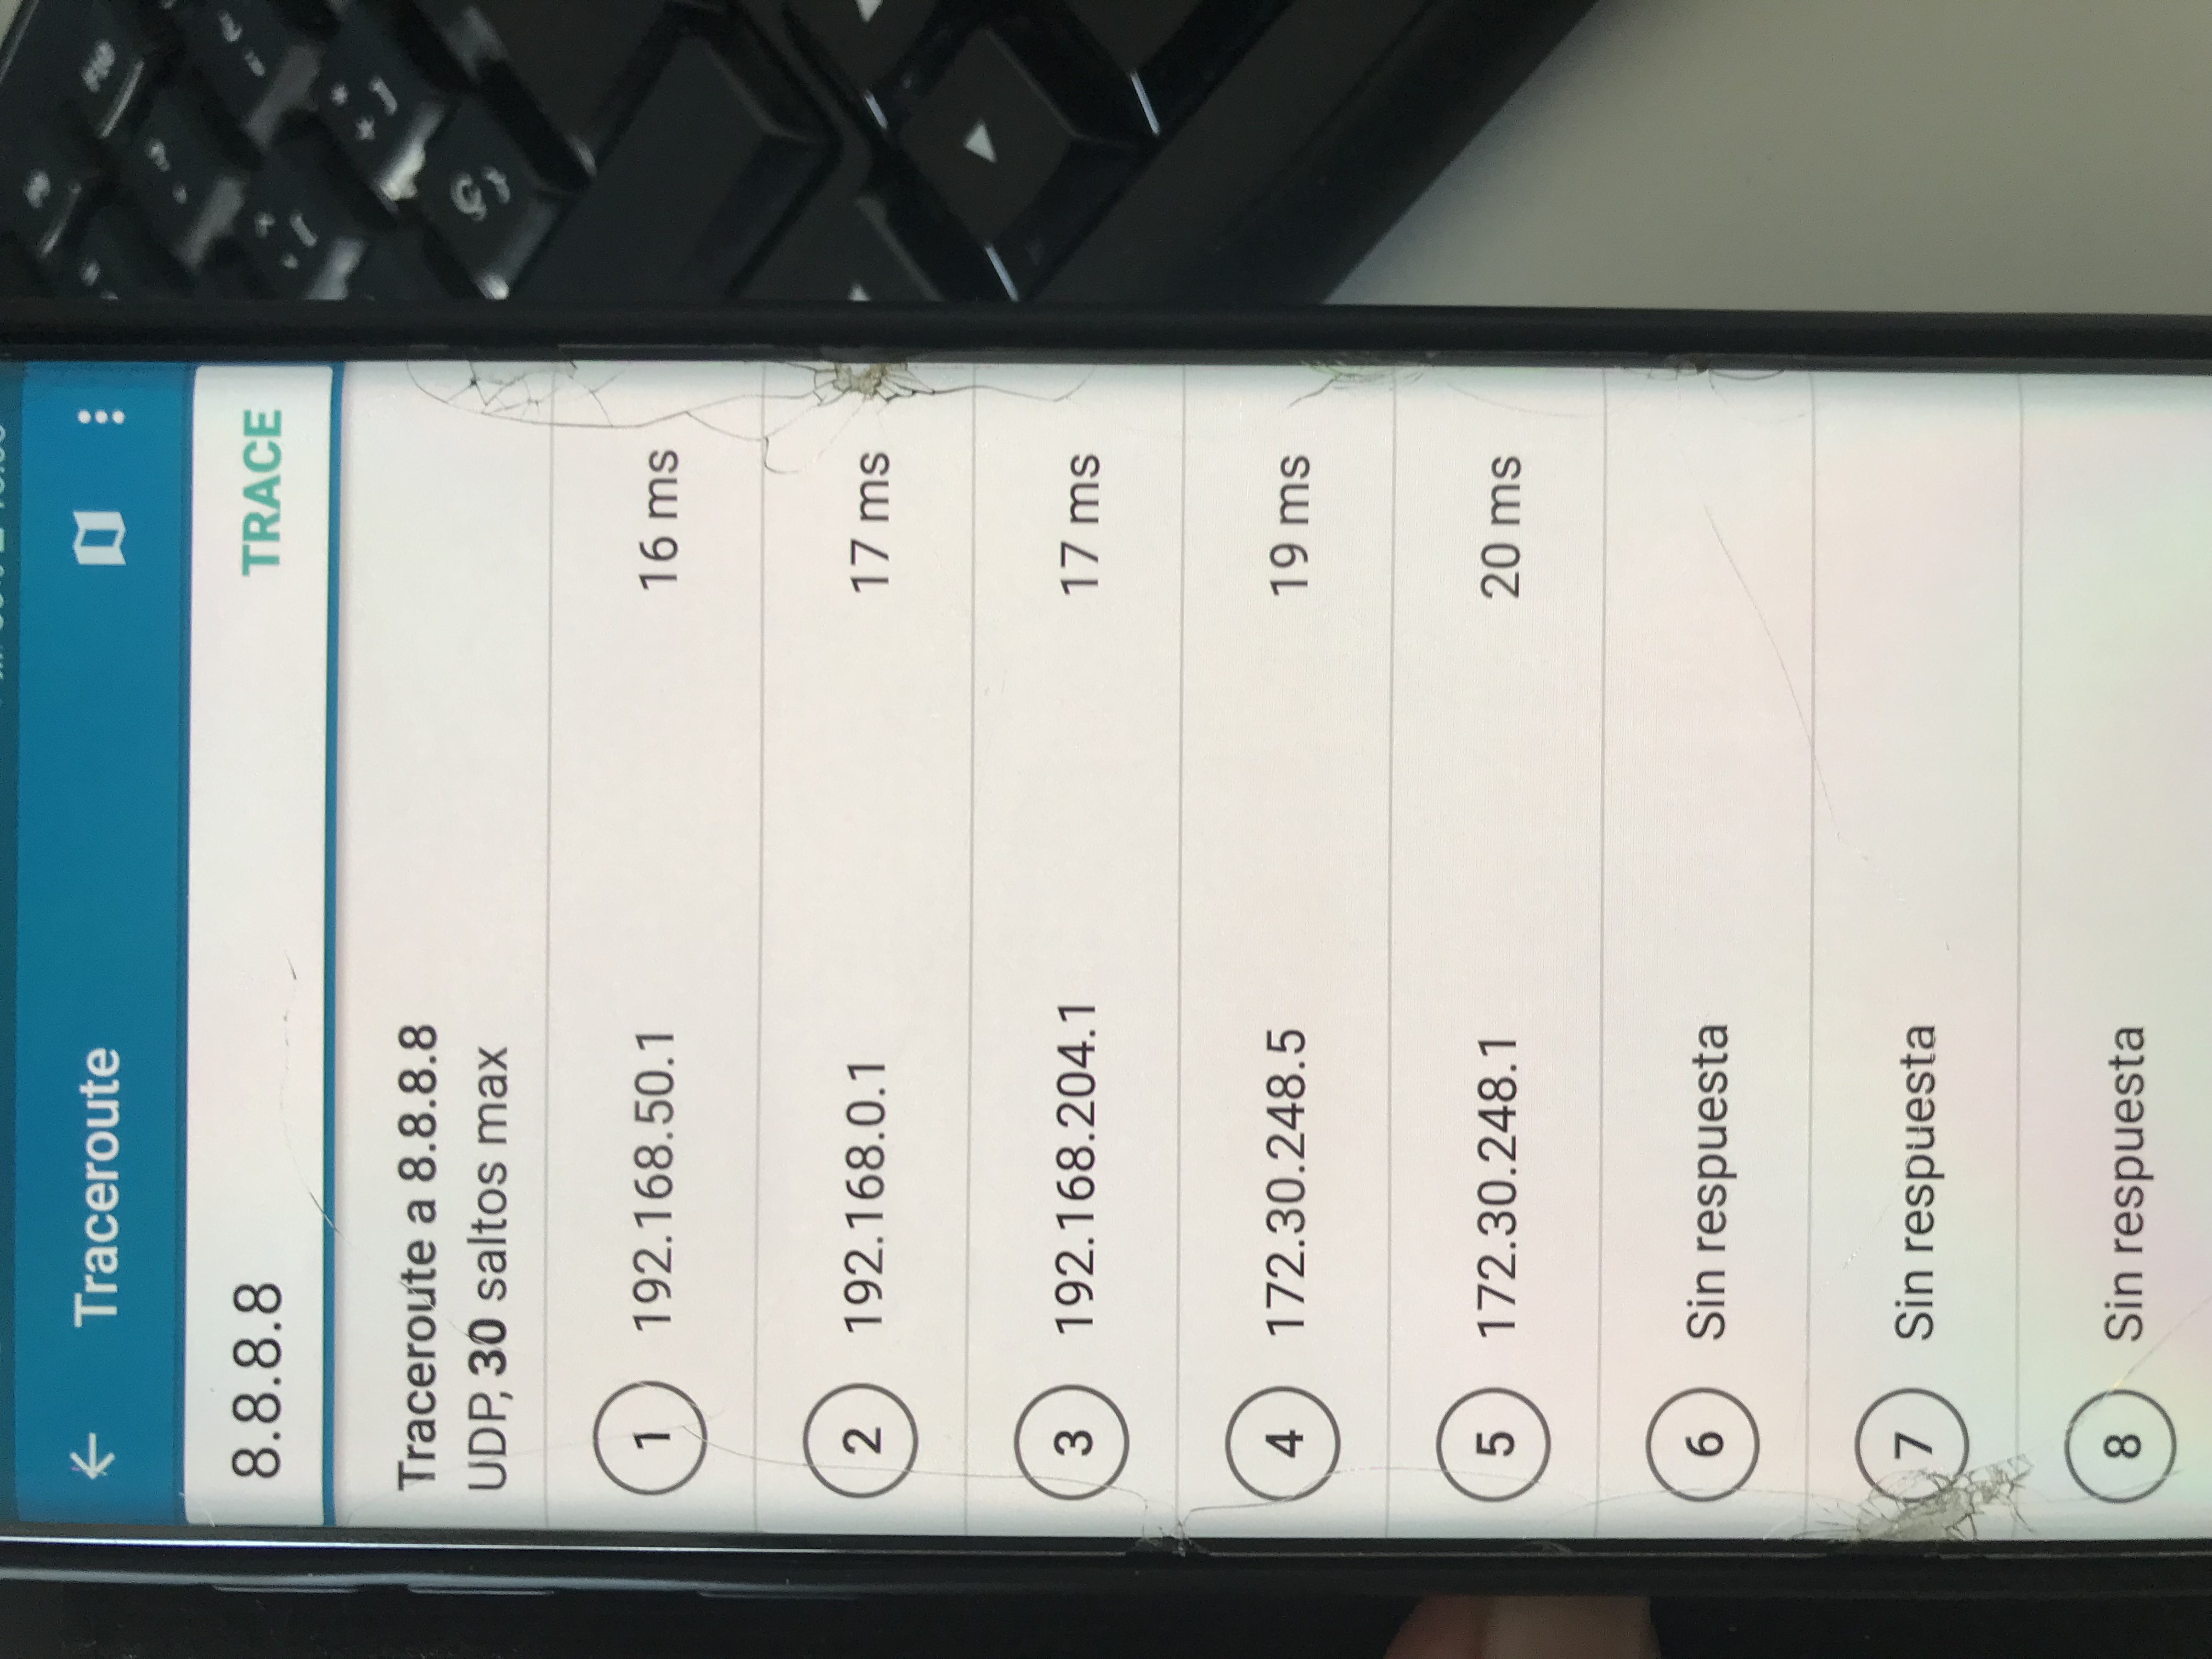 Traceroute
8.8.8.8 TRACE
Traceroute a 8.8.8.8
UDP, 30 saltos max
1 192.168.50.1 16 ms
2 192.168.0.1 17 ms
3 192.168.204.1 17 ms
4 172.30.248.5 19 ms
5 172.30.248.1 20 ms
6 Sin respuesta
7 Sin respuesta
8 Sin respuesta